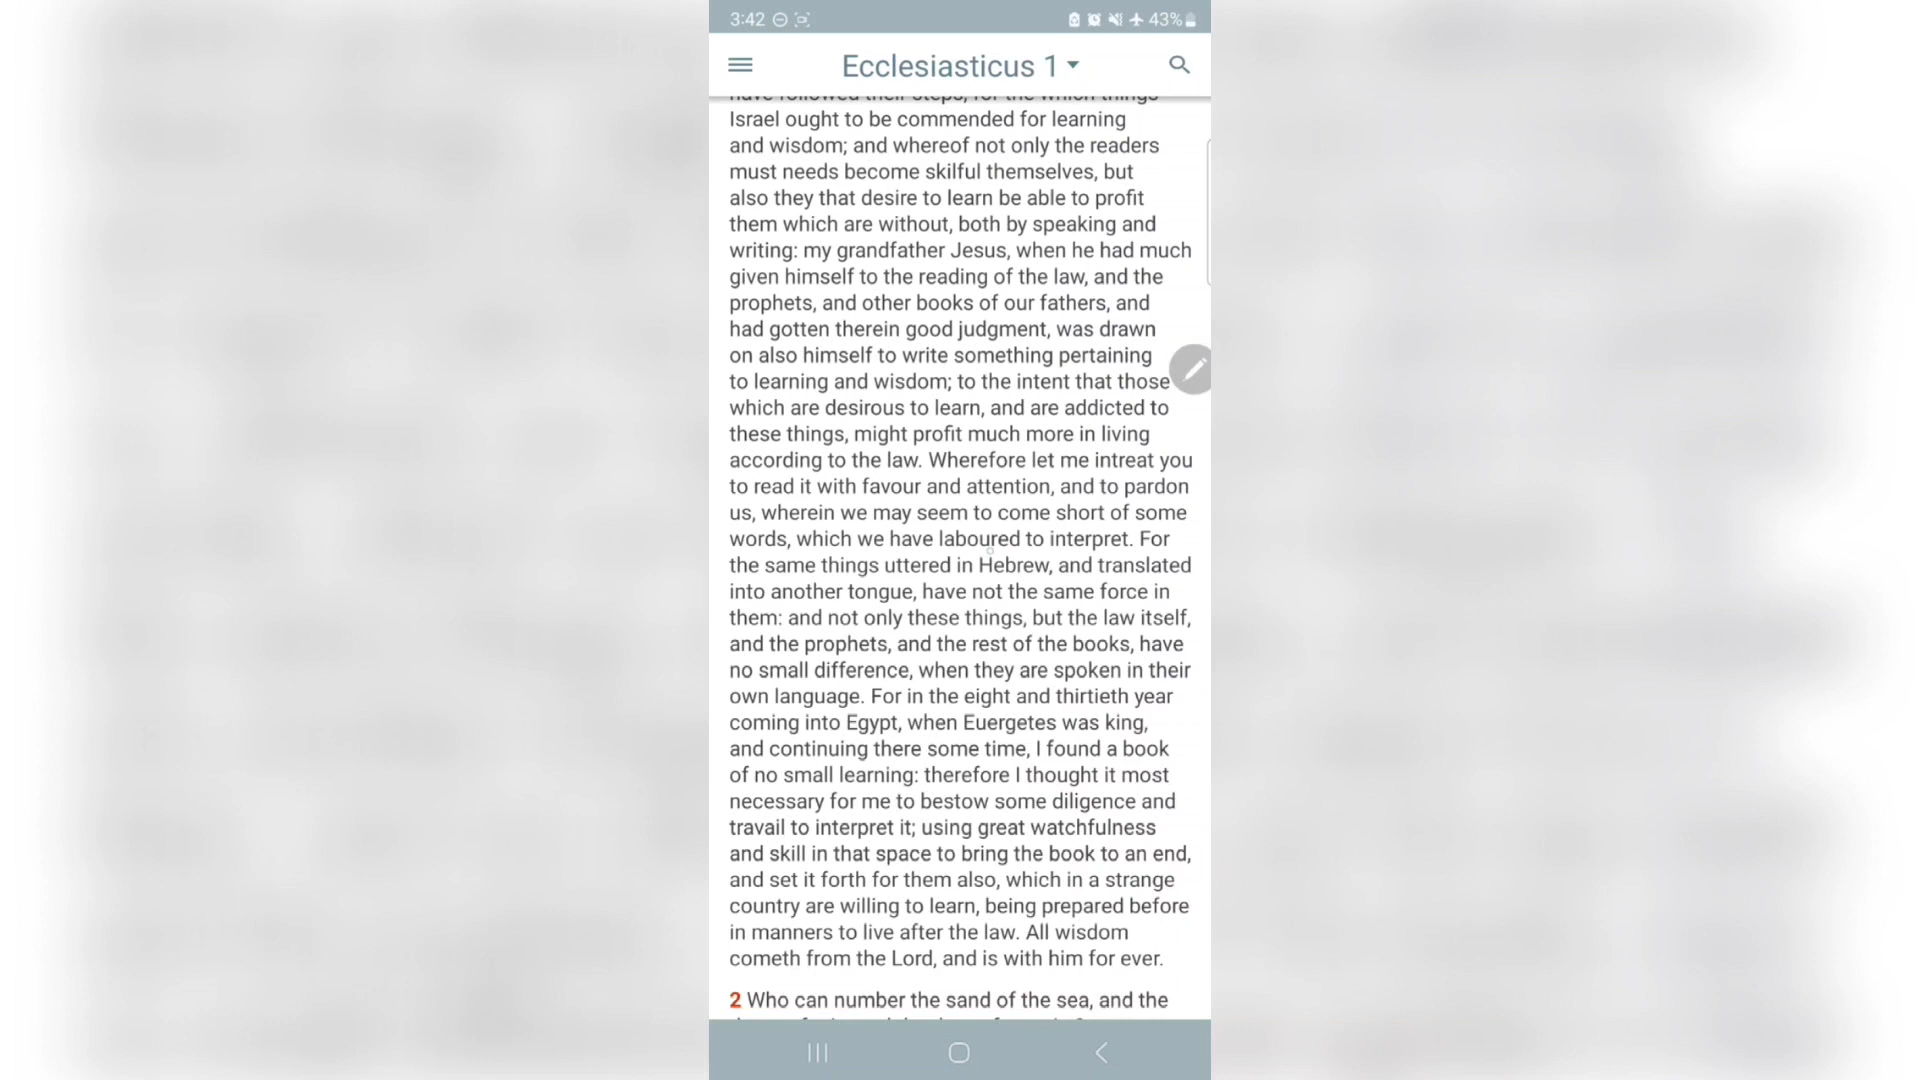 3:42
43%
Ecclesiasticus 1
have followed their steps, for the which things
Israel ought to be commended for learning
and wisdom; and whereof not only the readers
must needs become skilful themselves, but
also they that desire to learn be able to profit
them which are without, both by speaking and
writing: my grandfather Jesus, when he had much
given himself to the reading of the law, and the
prophets, and other books of our fathers, and
had gotten therein good judgment, was drawn
on also himself to write something pertaining
to learning and wisdom; to the intent that those
which are desirous to learn, and are addicted to
these things, might profit much more in living
according to the law. Wherefore let me intreat you
to read it with favour and attention, and to pardon
us, wherein we may seem to come short of some
words, which we have laboured to interpret. For
the same things uttered in Hebrew, and translated
into another tongue, have not the same force in
them: and not only these things, but the law itself,
and the prophets, and the rest of the books, have
no small difference, when they are spoken in their
own language. For in the eight and thirtieth year
coming into Egypt, when Euergetes was king,
and continuing there some time, I found a book
of no small learning: therefore I thought it most
necessary for me to bestow some diligence and
travail to interpret it; using great watchfulness
and skill in that space to bring the book to an end,
and set it forth for them also, which in a strange
country are willing to learn, being prepared before
in manners to live after the law. All wisdom
cometh from the Lord, and is with him for ever.
2 Who can number the sand of the sea, and the